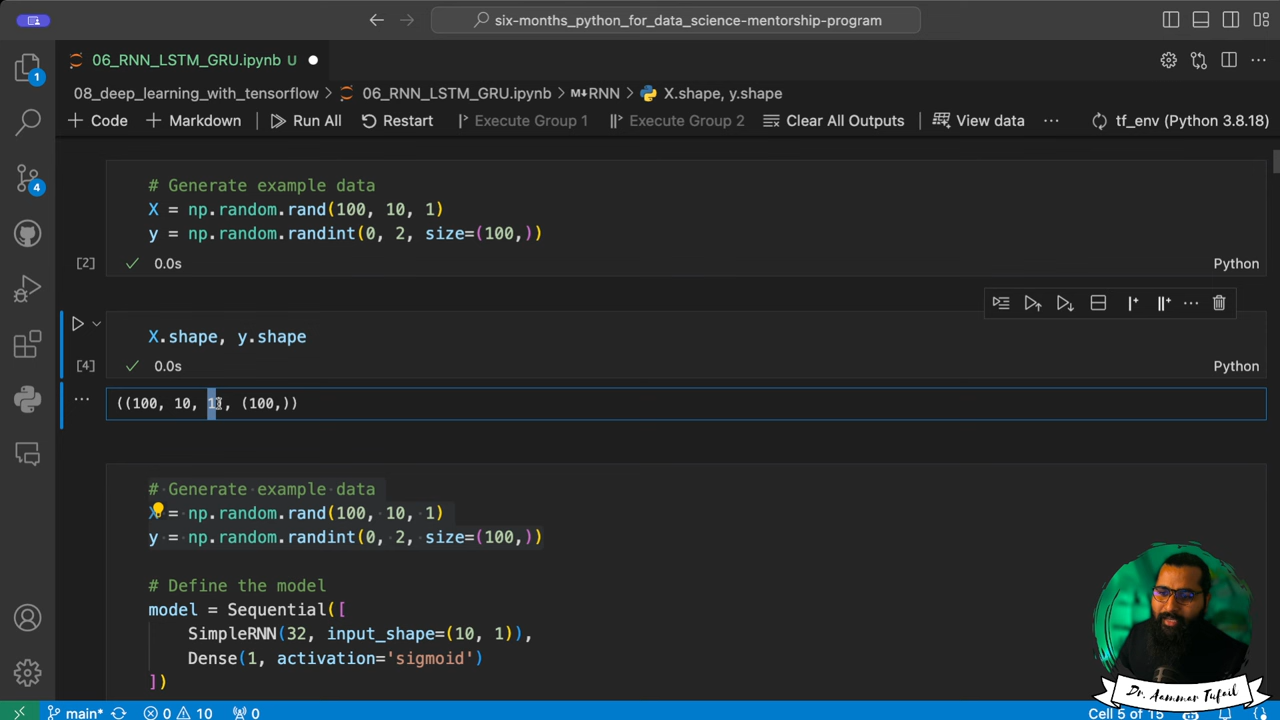 six-months_python_for_data_science-mentorship-program
06_RNN_LSTM_GRU.ipynb U
08_deep_learning_with_tensorflow > 06_RNN_LSTM_GRU.ipynb > M↓RNN > X.shape, y.shape
+ Code + Markdown Run All Restart Execute Group 1 Execute Group 2 Clear All Outputs View data ... tf_env (Python 3.8.18)
1
4
# Generate example data
X = np.random.rand(100, 10, 1)
y = np.random.randint(0, 2, size=(100,))
[2] 0.0s Python
X.shape, y.shape
[4] 0.0s Python
((100, 10, 1), (100,))
# Generate example data
X = np.random.rand(100, 10, 1)
y = np.random.randint(0, 2, size=(100,))
# Define the model
model = Sequential([
SimpleRNN(32, input_shape=(10, 1)),
Dense(1, activation='sigmoid')
])
Dr. Aammar Tufail
main* 0 10 0 Cell 5 of 15